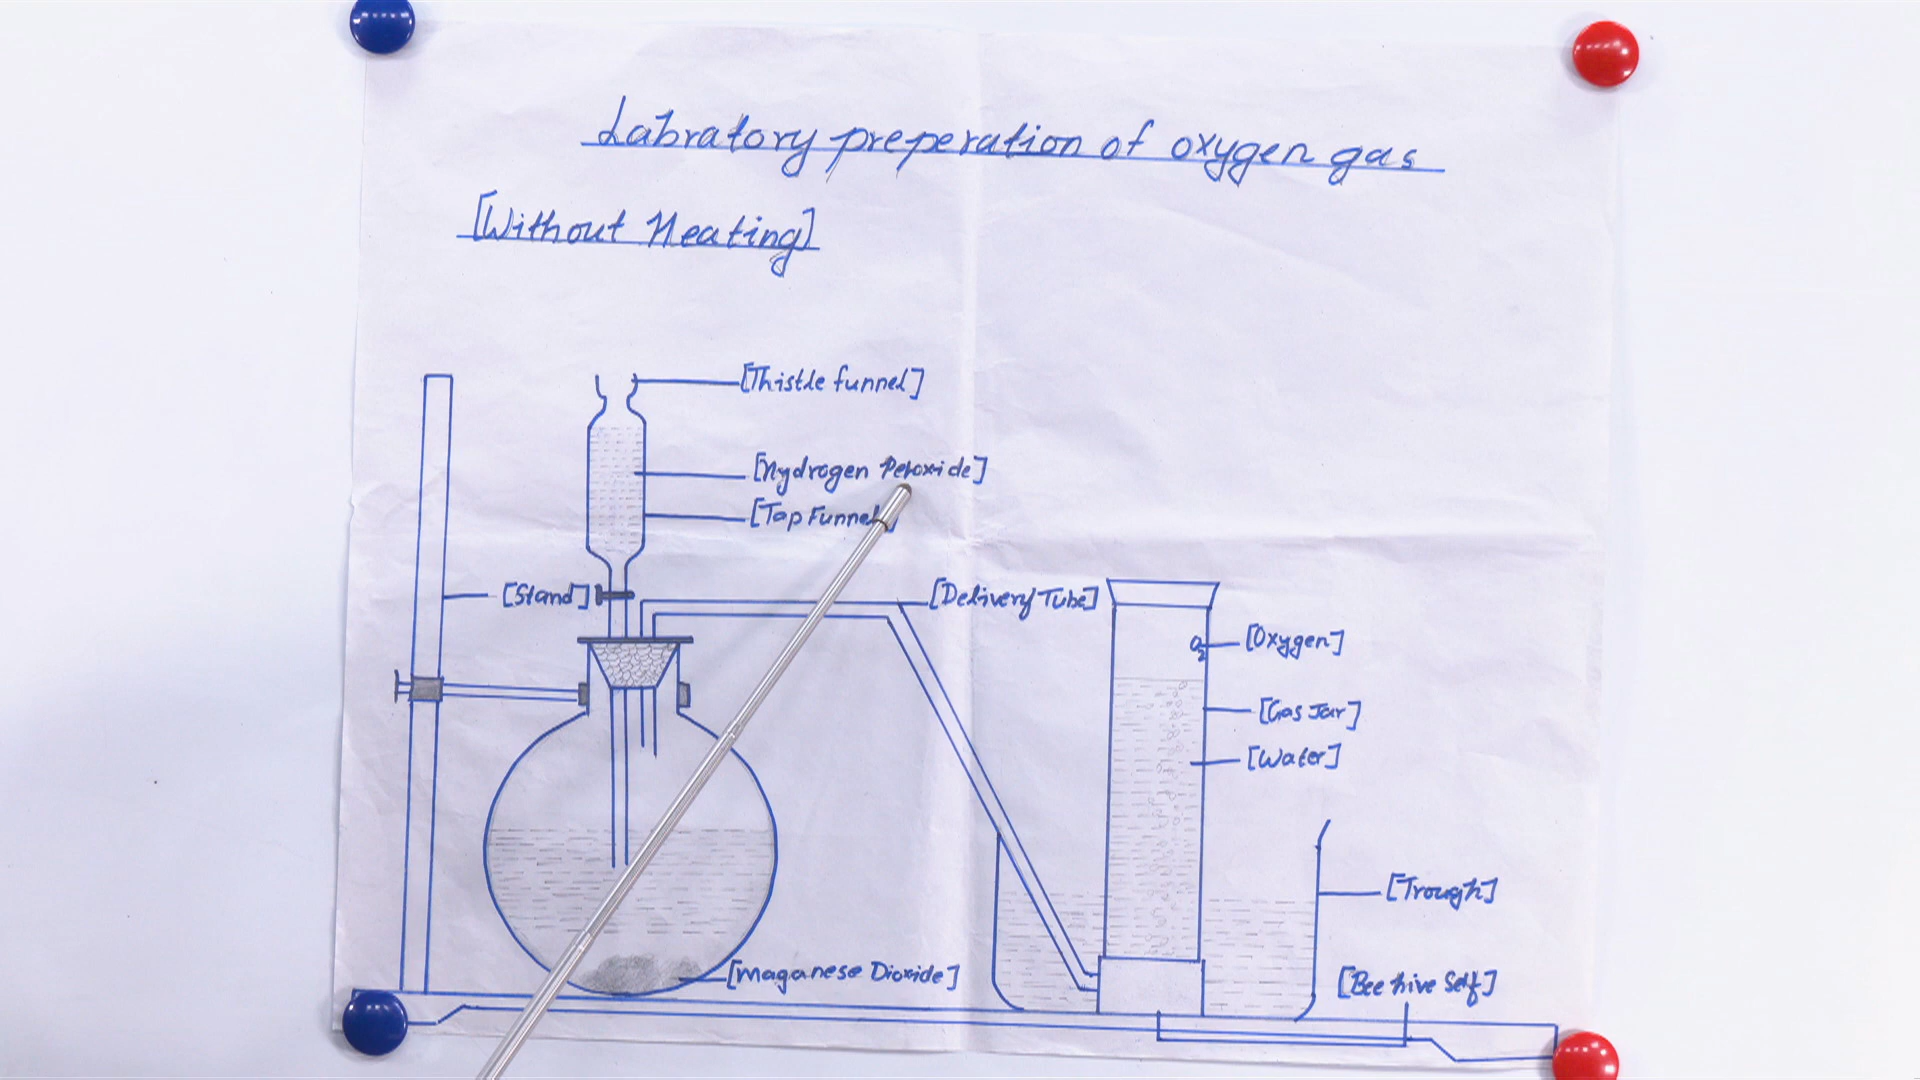 Labratory preperation of oxygen gas
[Without Heating]
[Thistle funnel]
[Hydrogen Peroxide]
[Tap Funnel]
[Stand]
[Delivery Tube]
O2
[Oxygen]
[Gas Jar]
[Water]
[Trough]
[Maganese Dioxide]
[Bee hive Self]